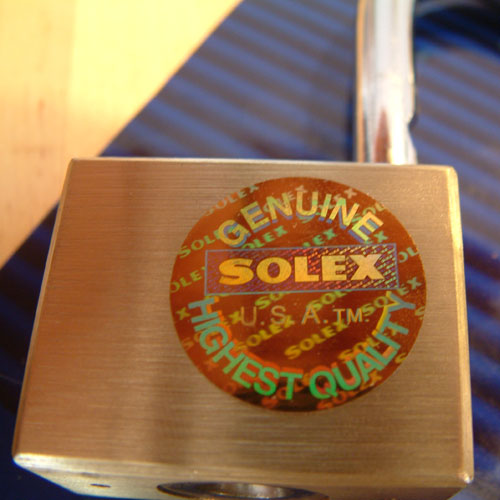 GENUINE
SOLEX
U.S.A.TM.
HIGHEST QUALITY